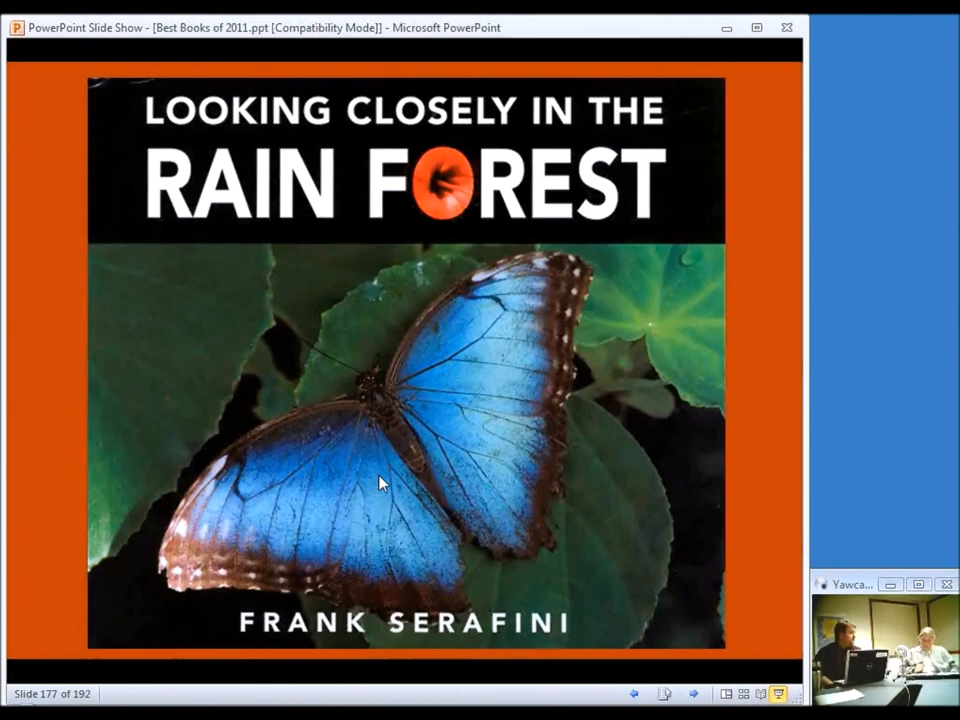 PowerPoint Slide Show - [Best Books of 2011.ppt [Compatibility Mode]] - Microsoft PowerPoint
LOOKING CLOSELY IN THE
RAIN FOREST
FRANK SERAFINI
Slide 177 of 192
Yawca...